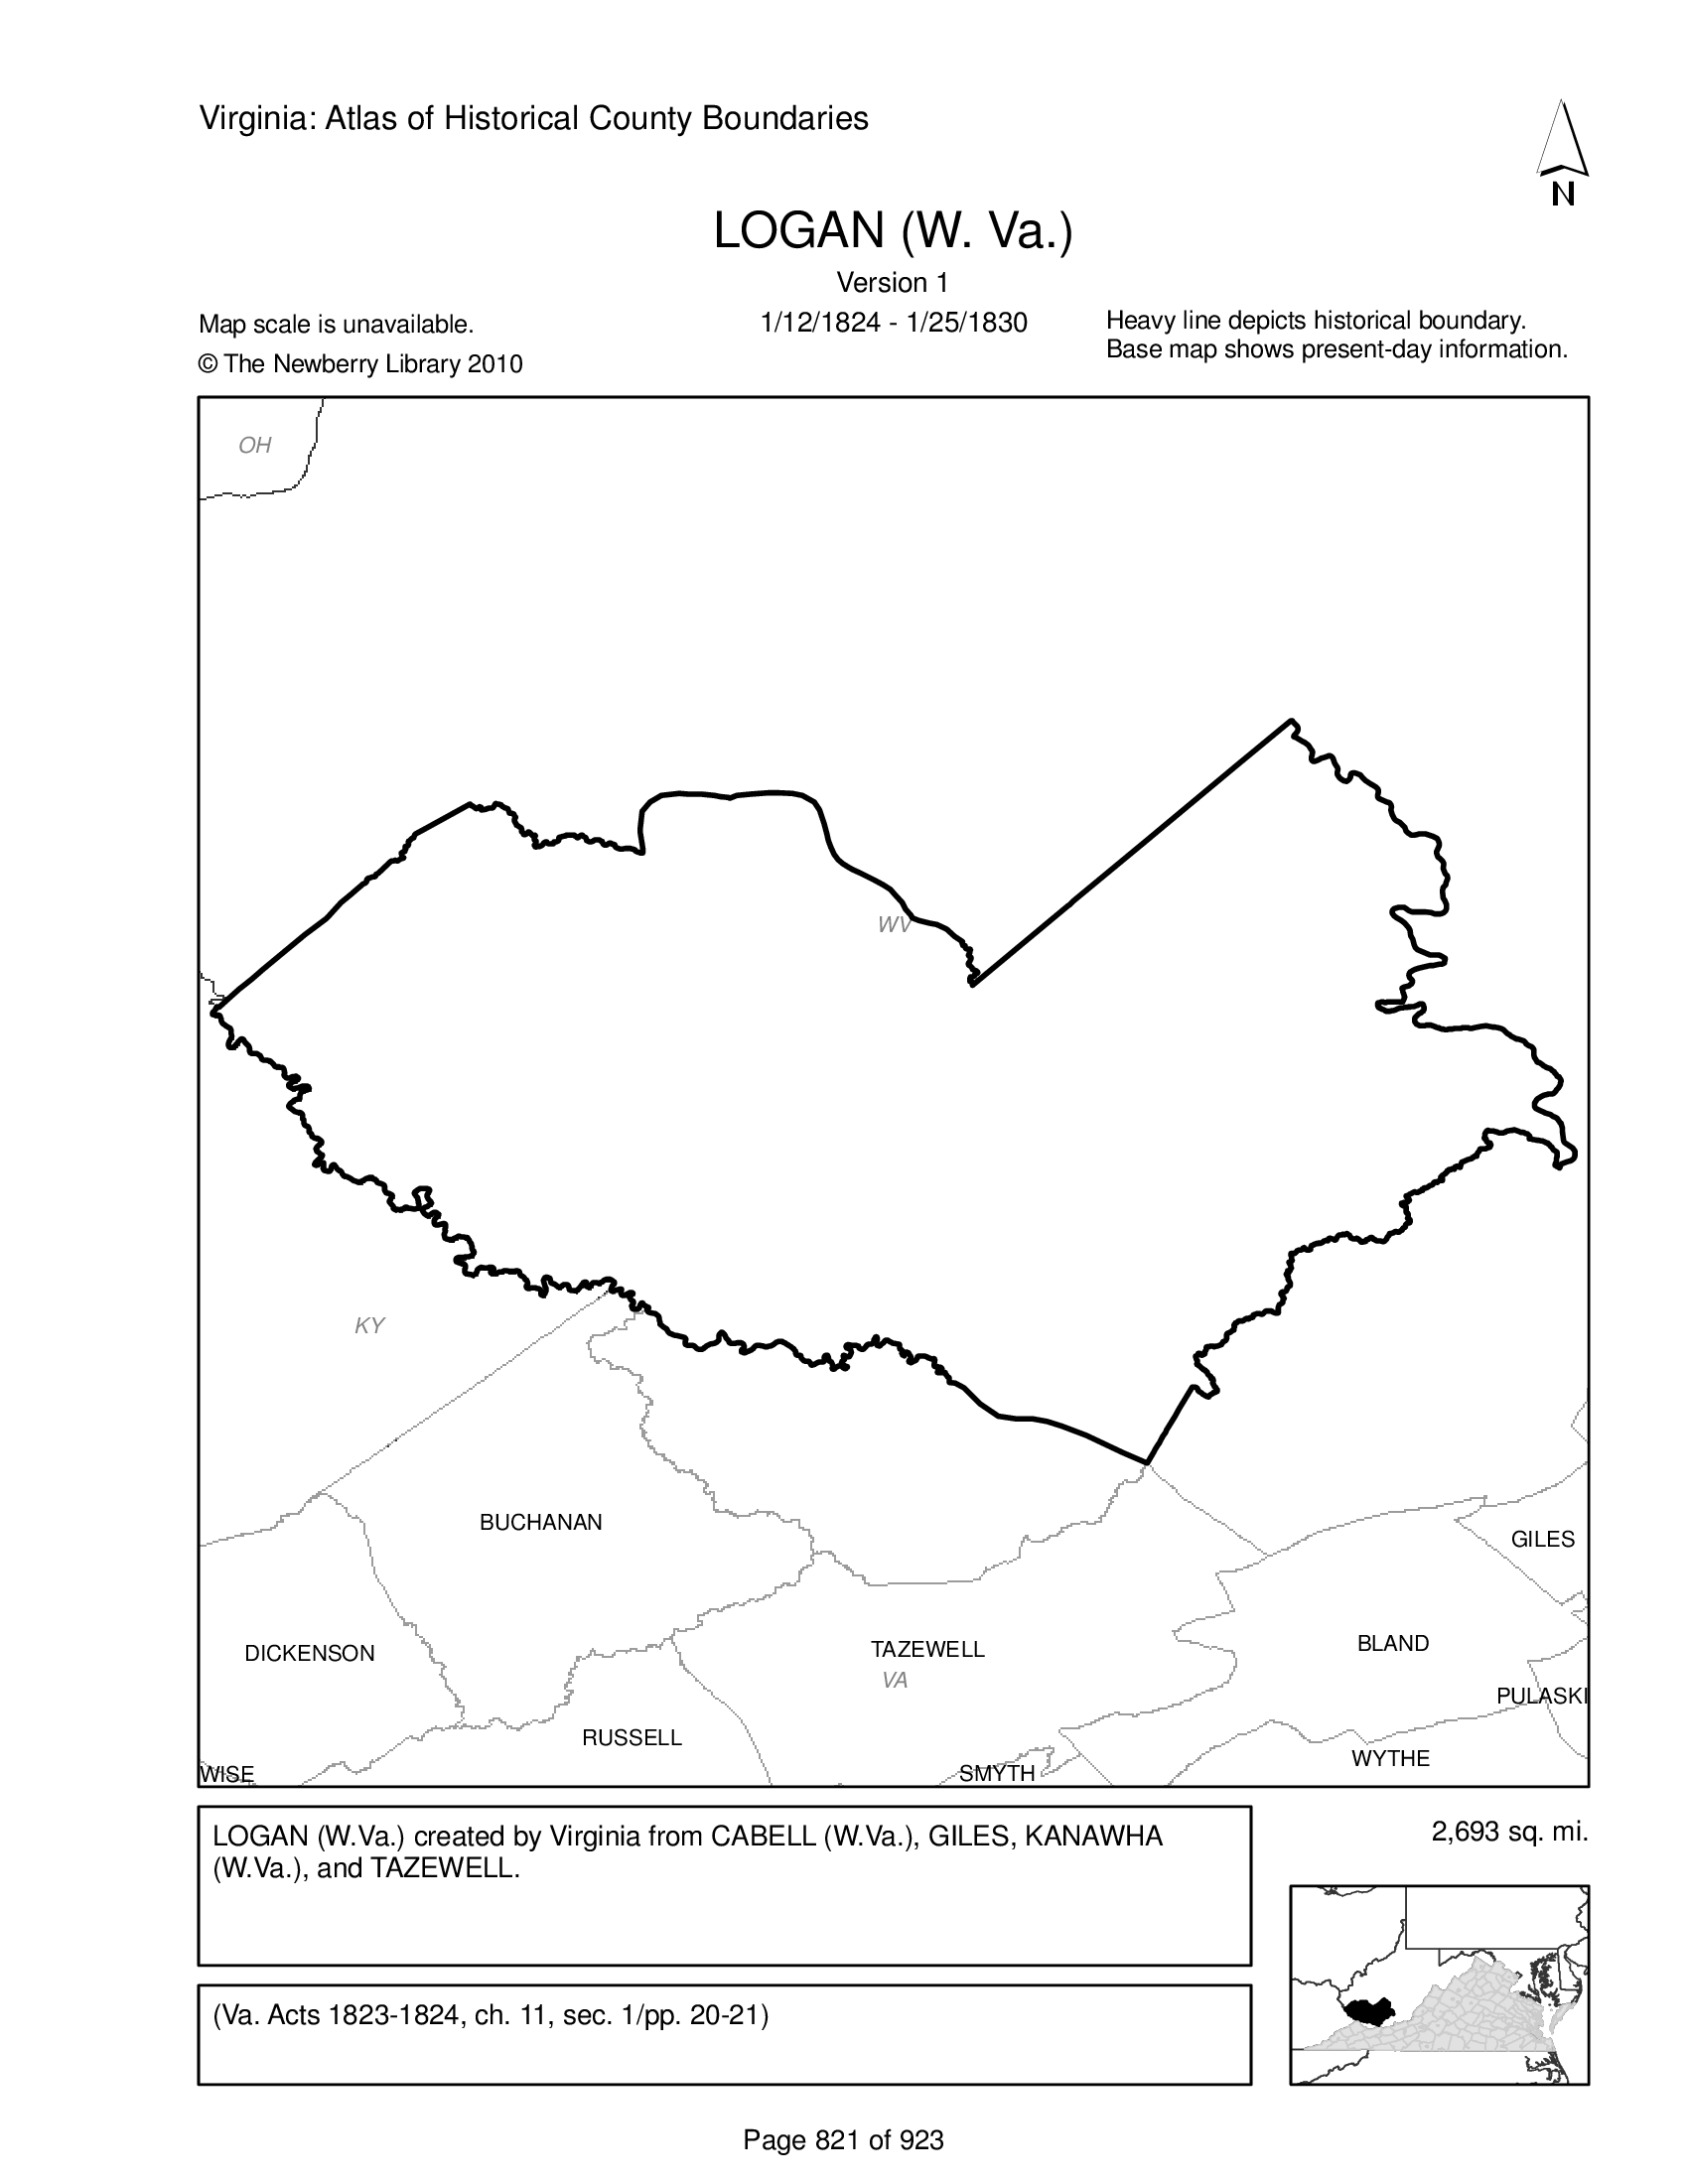 Virginia: Atlas of Historical County Boundaries
N
LOGAN (W. Va.)
Version 1
1/12/1824 - 1/25/1830
Map scale is unavailable.
© The Newberry Library 2010
Heavy line depicts historical boundary.
Base map shows present-day information.
OH
WV
KY
BUCHANAN
GILES
DICKENSON
TAZEWELL
VA
BLAND
PULASKI
RUSSELL
WYTHE
WISE
SMYTH
LOGAN (W.Va.) created by Virginia from CABELL (W.Va.), GILES, KANAWHA
(W.Va.), and TAZEWELL.
2,693 sq. mi.
(Va. Acts 1823-1824, ch. 11, sec. 1/pp. 20-21)
Page 821 of 923